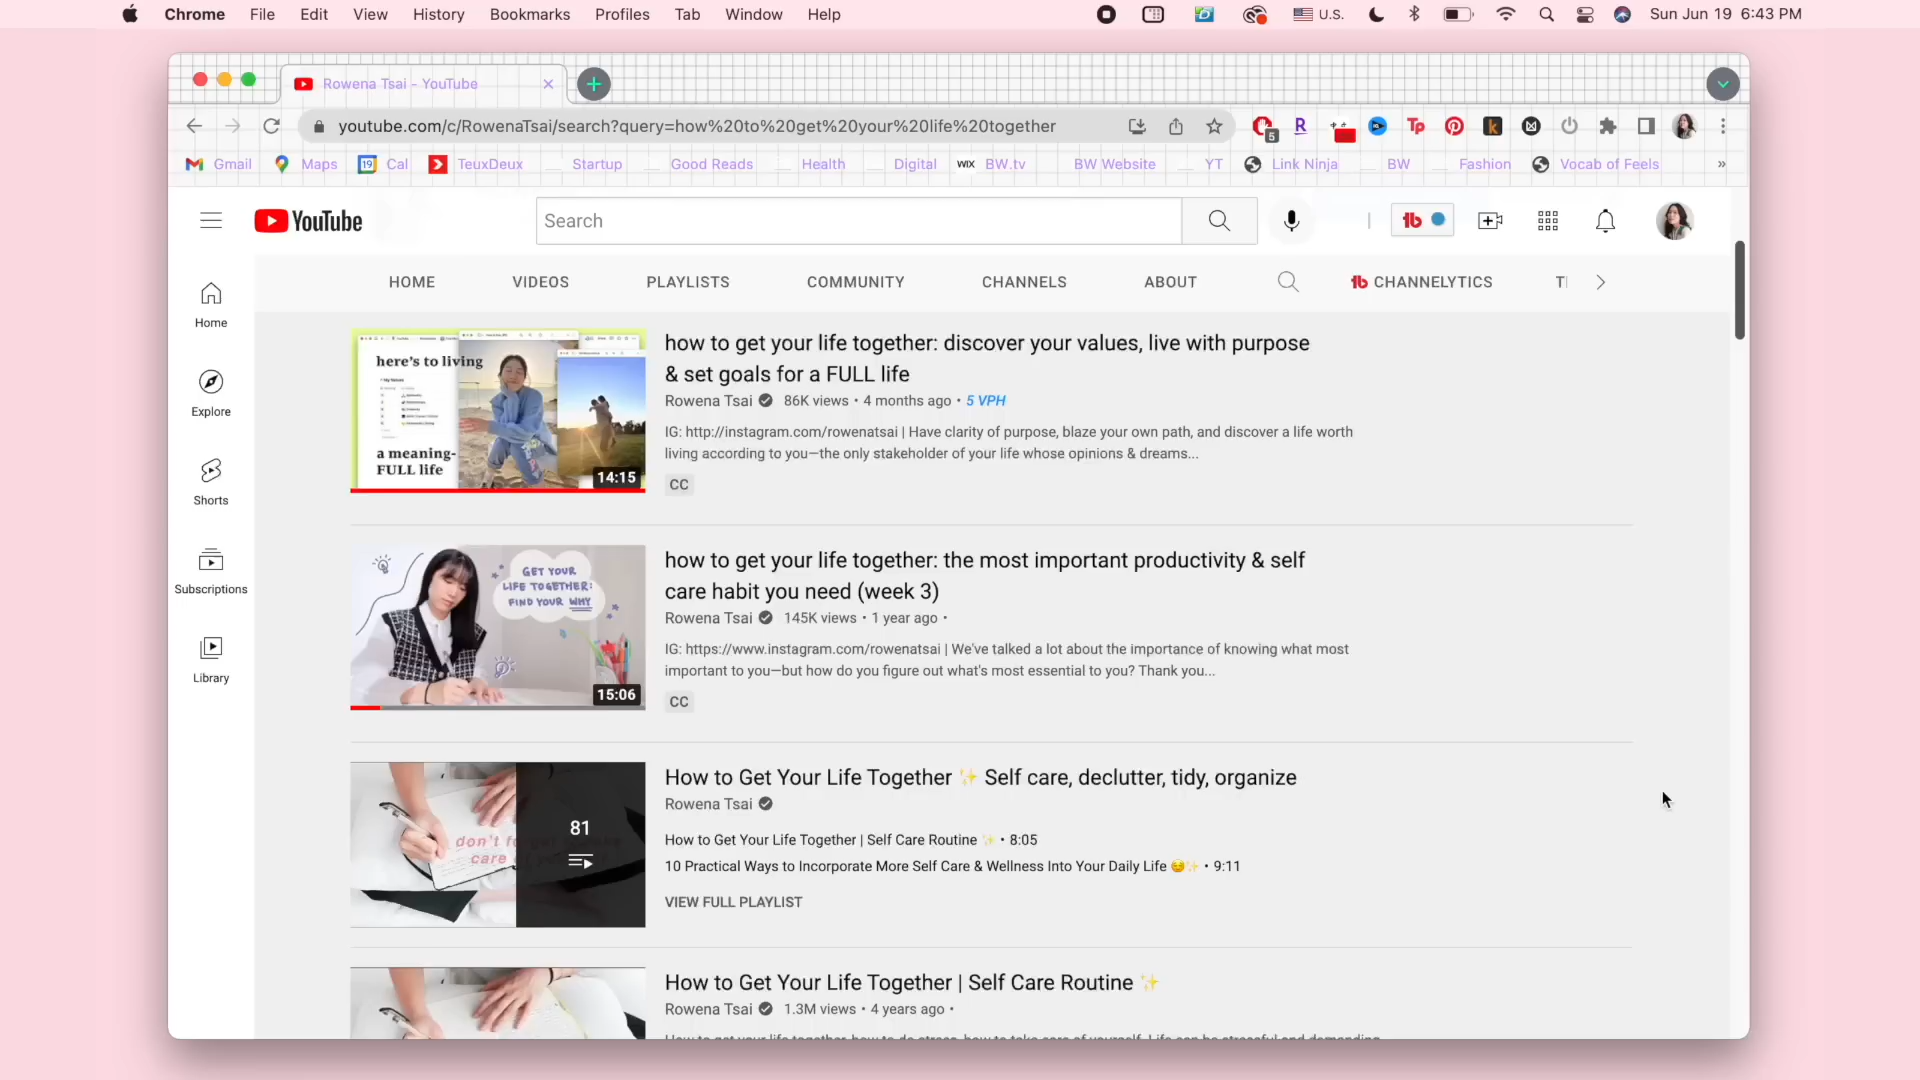 Chrome File Edit View History Bookmarks Profiles Tab Window Help U.S. Sun Jun 19 6:43 PM
Rowena Tsai - YouTube
youtube.com/c/RowenaTsai/search?query=how%20to%20get%20your%20life%20together
5 R Tp k
Gmail Maps 19 Cal TeuxDeux Startup Good Reads Health Digital WIX BW.tv BW Website YT Link Ninja BW Fashion Vocab of Feels »
YouTube
Search
HOME VIDEOS PLAYLISTS COMMUNITY CHANNELS ABOUT CHANNELYTICS
Home
Explore
Shorts
Subscriptions
Library
here's to living
a meaning-
FULL life
14:15
how to get your life together: discover your values, live with purpose
& set goals for a FULL life
Rowena Tsai 86K views • 4 months ago • 5 VPH
IG: http://instagram.com/rowenatsai | Have clarity of purpose, blaze your own path, and discover a life worth
living according to you—the only stakeholder of your life whose opinions & dreams...
CC
GET YOUR
LIFE TOGETHER:
FIND YOUR WHY
15:06
how to get your life together: the most important productivity & self
care habit you need (week 3)
Rowena Tsai 145K views • 1 year ago •
IG: https://www.instagram.com/rowenatsai | We've talked a lot about the importance of knowing what most
important to you—but how do you figure out what's most essential to you? Thank you...
CC
81
How to Get Your Life Together ✨ Self care, declutter, tidy, organize
Rowena Tsai
How to Get Your Life Together | Self Care Routine ✨ • 8:05
10 Practical Ways to Incorporate More Self Care & Wellness Into Your Daily Life 😌✨ • 9:11
VIEW FULL PLAYLIST
How to Get Your Life Together | Self Care Routine ✨
Rowena Tsai 1.3M views • 4 years ago •